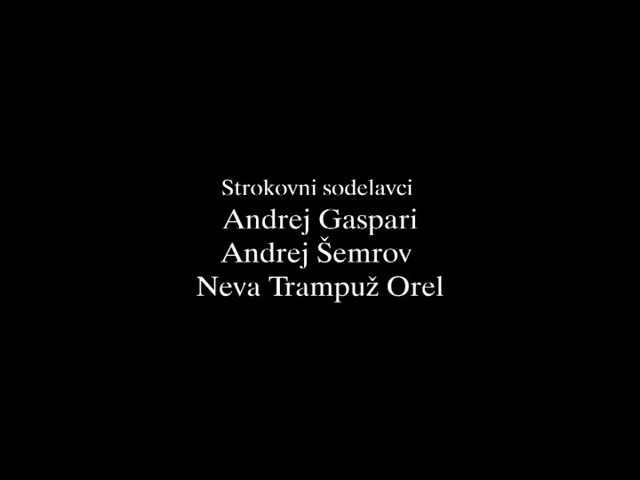 Strokovni sodelavci
Andrej Gaspari
Andrej Šemrov
Neva Trampuž Orel